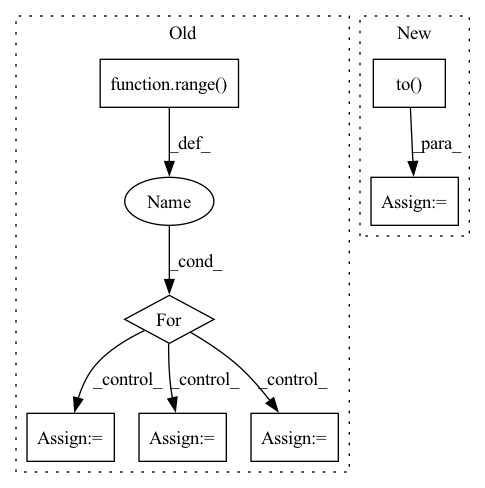 Old
New
function.range()
to()
_def_
_para_
Name
Assign:=
_cond_
For
_control_
_control_
_control_
Assign:=
Assign:=
Assign:=